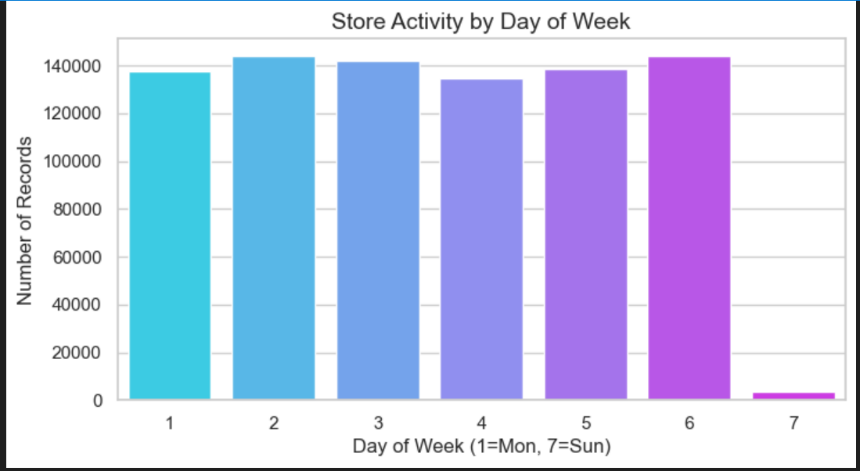 Store Activity by Day of Week
Number of Records
140000
120000
100000
80000
60000
40000
20000
0
1 2 3 4 5 6 7
Day of Week (1=Mon, 7=Sun)